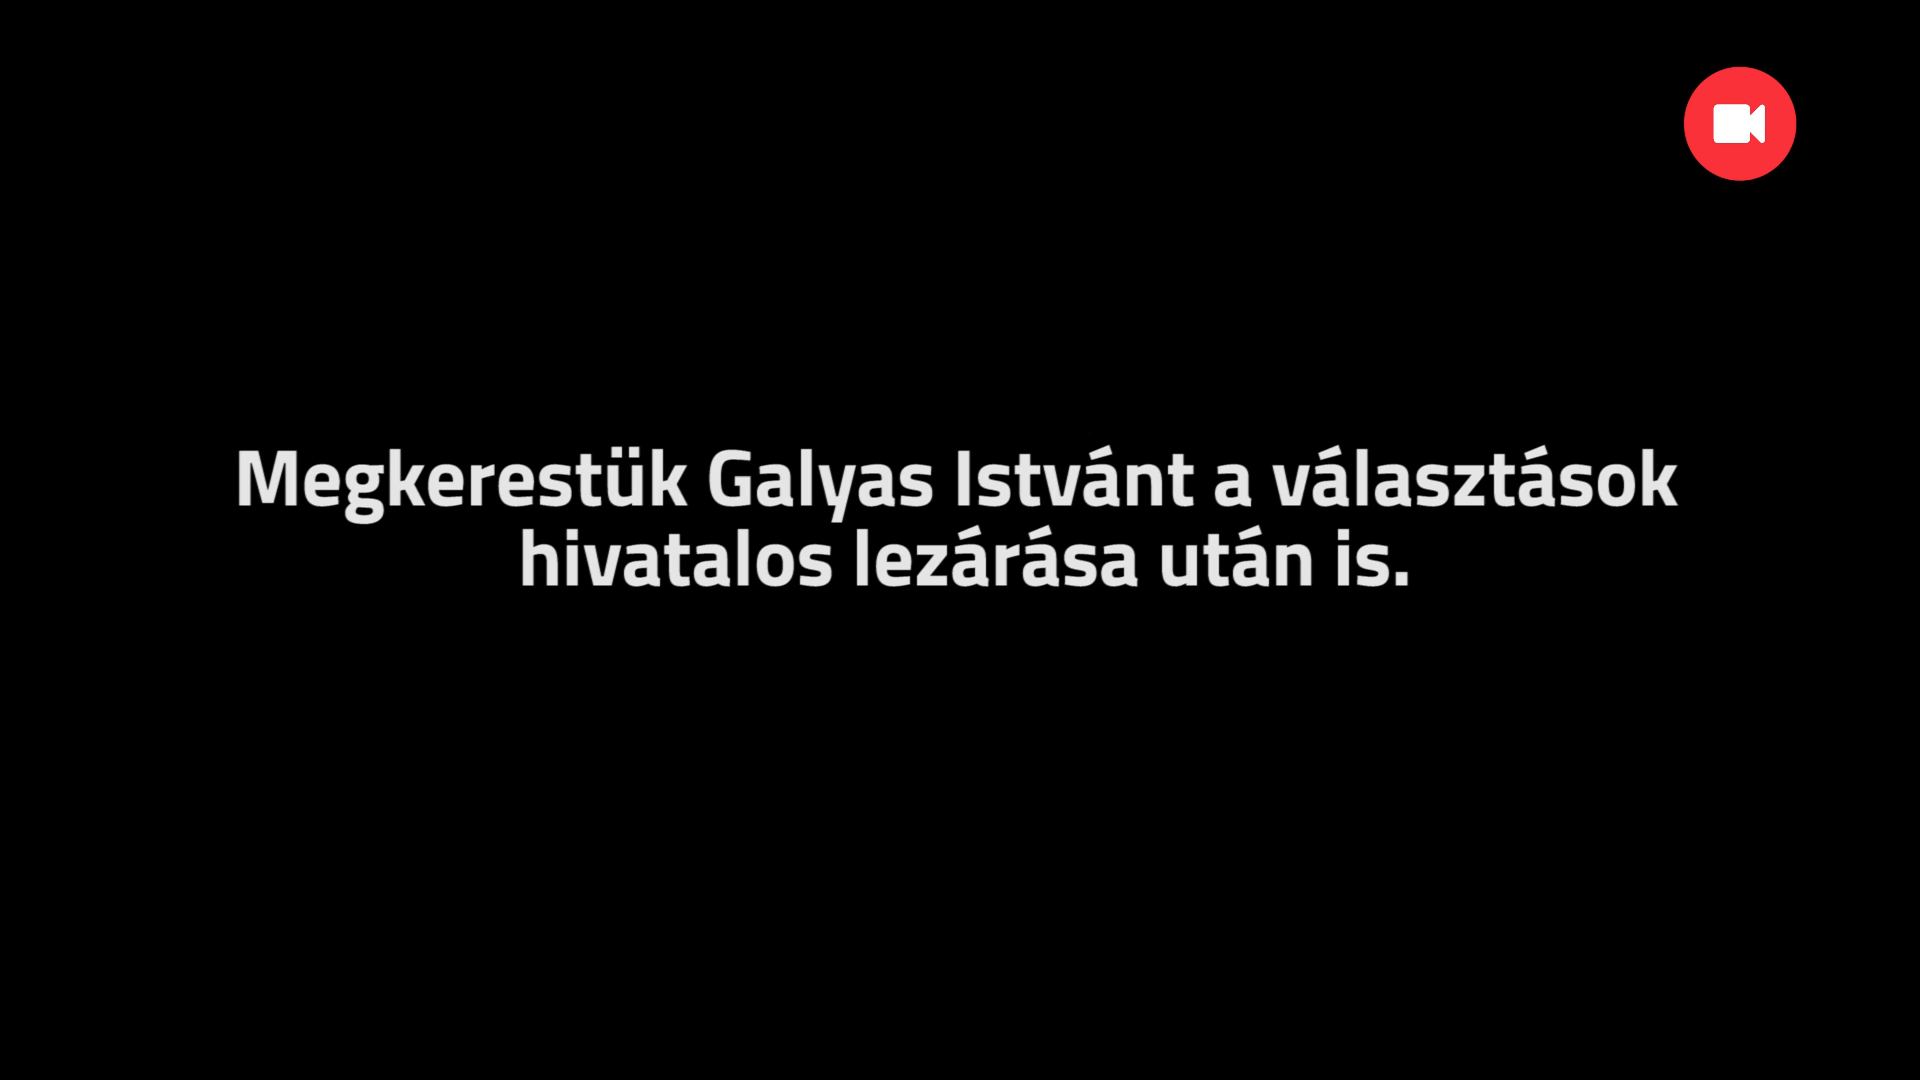 Megkerestük Galyas Istvánt a választások
hivatalos lezárása után is.